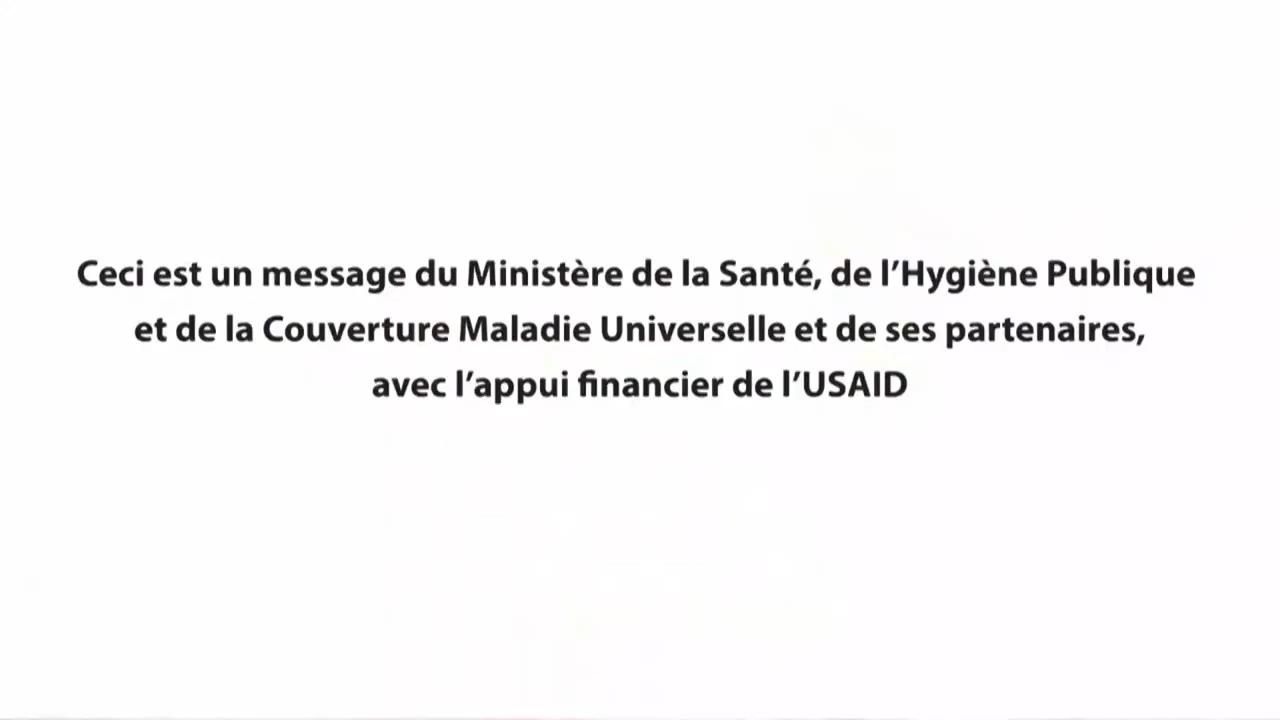 Ceci est un message du Ministère de la Santé, de l’Hygiène Publique
et de la Couverture Maladie Universelle et de ses partenaires,
avec l’appui financier de l’USAID